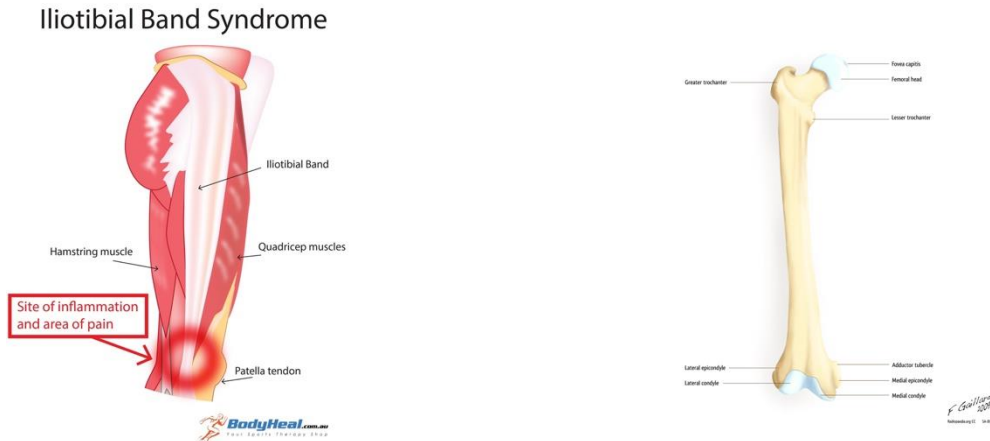 Iliotibial Band Syndrome
Iliotibial Band
Hamstring muscle
Quadricep muscles
Site of inflammation
and area of pain
Patella tendon
BodyHeal.com.au
Your Sports Therapy Shop
Fovea capitis
Greater trochanter
Femoral head
Lesser trochanter
Lateral epicondyle
Adductor tubercle
Lateral condyle
Medial epicondyle
Medial condyle
F. Gaillard
2009